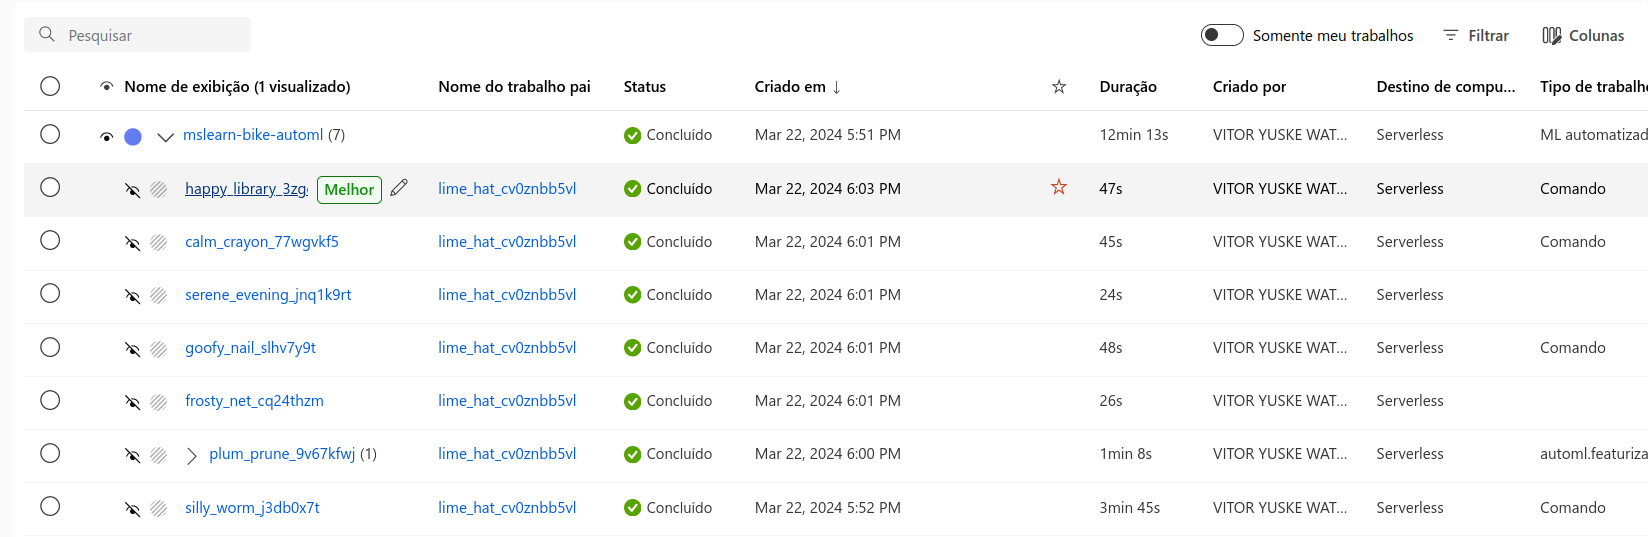 Pesquisar Somente meu trabalhos Filtrar Colunas
Nome de exibição (1 visualizado) Nome do trabalho pai Status Criado em ↓ Duração Criado por Destino de compu... Tipo de trabalho
mslearn-bike-automl (7) Concluído Mar 22, 2024 5:51 PM 12min 13s VITOR YUSKE WAT... Serverless ML automatizad
happy_library_3zg Melhor lime_hat_cv0znbb5vl Concluído Mar 22, 2024 6:03 PM 47s VITOR YUSKE WAT... Serverless Comando
calm_crayon_77wgvkf5 lime_hat_cv0znbb5vl Concluído Mar 22, 2024 6:01 PM 45s VITOR YUSKE WAT... Serverless Comando
serene_evening_jnq1k9rt lime_hat_cv0znbb5vl Concluído Mar 22, 2024 6:01 PM 24s VITOR YUSKE WAT... Serverless
goofy_nail_slhv7y9t lime_hat_cv0znbb5vl Concluído Mar 22, 2024 6:01 PM 48s VITOR YUSKE WAT... Serverless Comando
frosty_net_cq24thzm lime_hat_cv0znbb5vl Concluído Mar 22, 2024 6:01 PM 26s VITOR YUSKE WAT... Serverless
plum_prune_9v67kfwj (1) lime_hat_cv0znbb5vl Concluído Mar 22, 2024 6:00 PM 1min 8s VITOR YUSKE WAT... Serverless automl.featuriza
silly_worm_j3db0x7t lime_hat_cv0znbb5vl Concluído Mar 22, 2024 5:52 PM 3min 45s VITOR YUSKE WAT... Serverless Comando